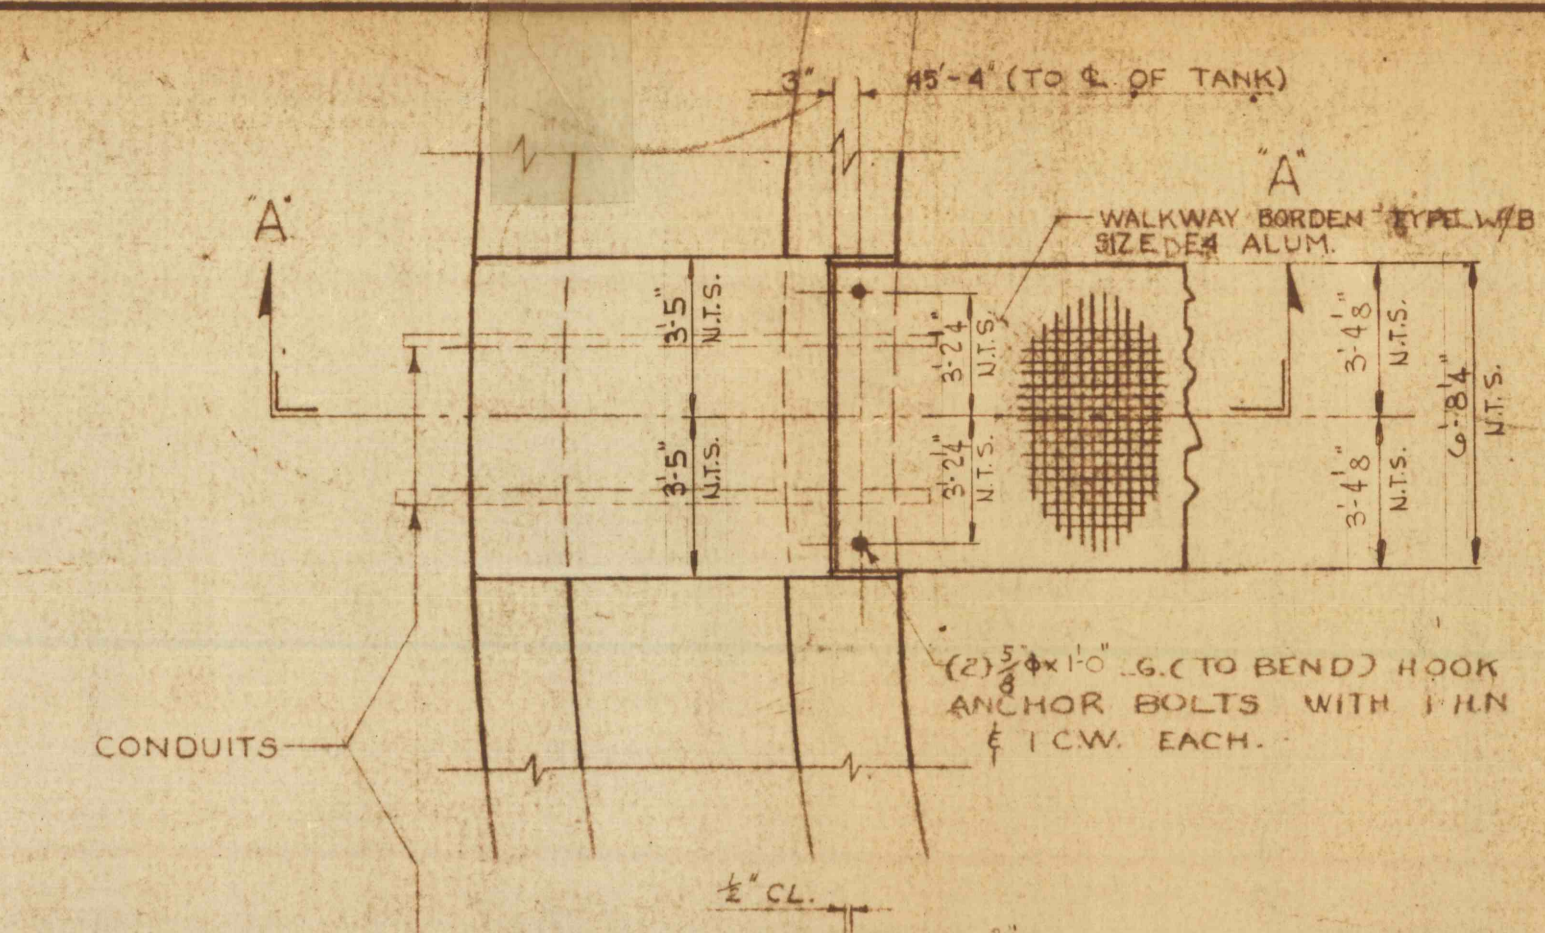 3" 45'-4" (TO ℄ OF TANK)
"A"
"A"
WALKWAY BORDEN TYPE W/B
SIZE DE4 ALUM.
3'-5"
N.T.S.
3'-5"
N.T.S.
3'-2¼"
N.T.S.
3'-2¼"
N.T.S.
3'-4⅛"
N.T.S.
3'-4⅛"
N.T.S.
6'-8¼"
N.T.S.
(2) ⅝"φ x 1'-0" (TO BEND) HOOK
ANCHOR BOLTS WITH 1 H.N
& 1 C.W. EACH.
CONDUITS
½" CL.